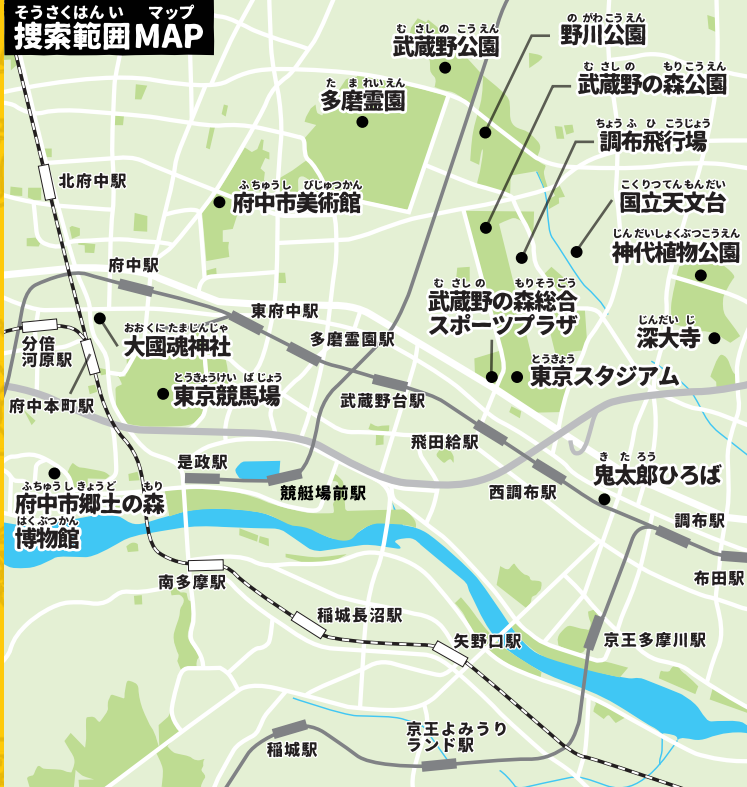 そうさくはんい マップ
捜索範囲MAP
む さし の こうえん
武蔵野公園
の がわ こうえん
野川公園
む さし の もり こうえん
武蔵野の森公園
た ま れいえん
多磨霊園
ちょう ふ ひ こうじょう
調布飛行場
北府中駅
ふちゅうし びじゅつかん
府中市美術館
こくりつてんもんだい
国立天文台
じんだいしょくぶつこうえん
神代植物公園
府中駅
む さし の もりそうごう
武蔵野の森総合
スポーツプラザ
東府中駅
おおくにたまじんじゃ
大國魂神社
多磨霊園駅
じんだい じ
深大寺
分倍
河原駅
とうきょう
東京スタジアム
とうきょうけい ば じょう
東京競馬場
府中本町駅
武蔵野台駅
飛田給駅
き た ろう
鬼太郎ひろば
是政駅
競艇場前駅
西調布駅
ふちゅうしきょうど もり
府中市郷土の森
はくぶつかん
博物館
調布駅
布田駅
南多摩駅
稲城長沼駅
矢野口駅
京王多摩川駅
稲城駅
京王よみうり
ランド駅